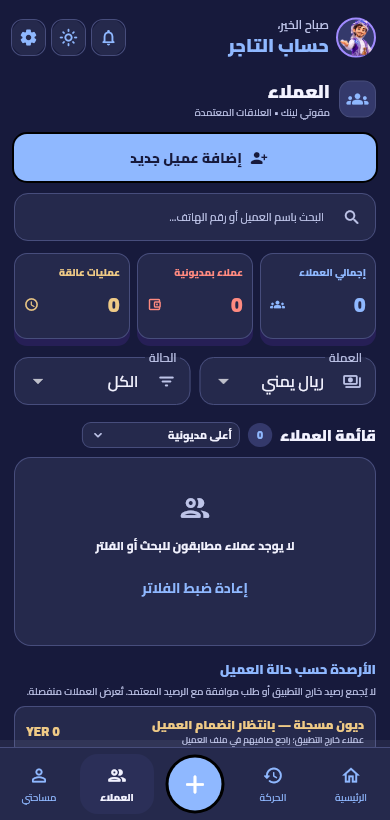 صباح الخير،
حساب التاجر
العملاء
مقوتي لينك • العلاقات المعتمدة
إضافة عميل جديد
البحث باسم العميل أو رقم الهاتف...
إجمالي العملاء
0
عملاء بمديونية
0
عمليات عالقة
0
العملة
ريال يمني
الحالة
الكل
قائمة العملاء
0
أعلى مديونية
لا يوجد عملاء مطابقون للبحث أو الفلتر
إعادة ضبط الفلاتر
الأرصدة حسب حالة العميل
لا يُجمع رصيد خارج التطبيق أو طلب موافقة مع الرصيد المعتمد. تُعرض العملات منفصلة.
ديون مسجلة — بانتظار انضمام العميل
YER 0
عملاء خارج التطبيق؛ راجع صافيهم في ملف العميل
الرئيسية
الحركة
العملاء
مساحتي